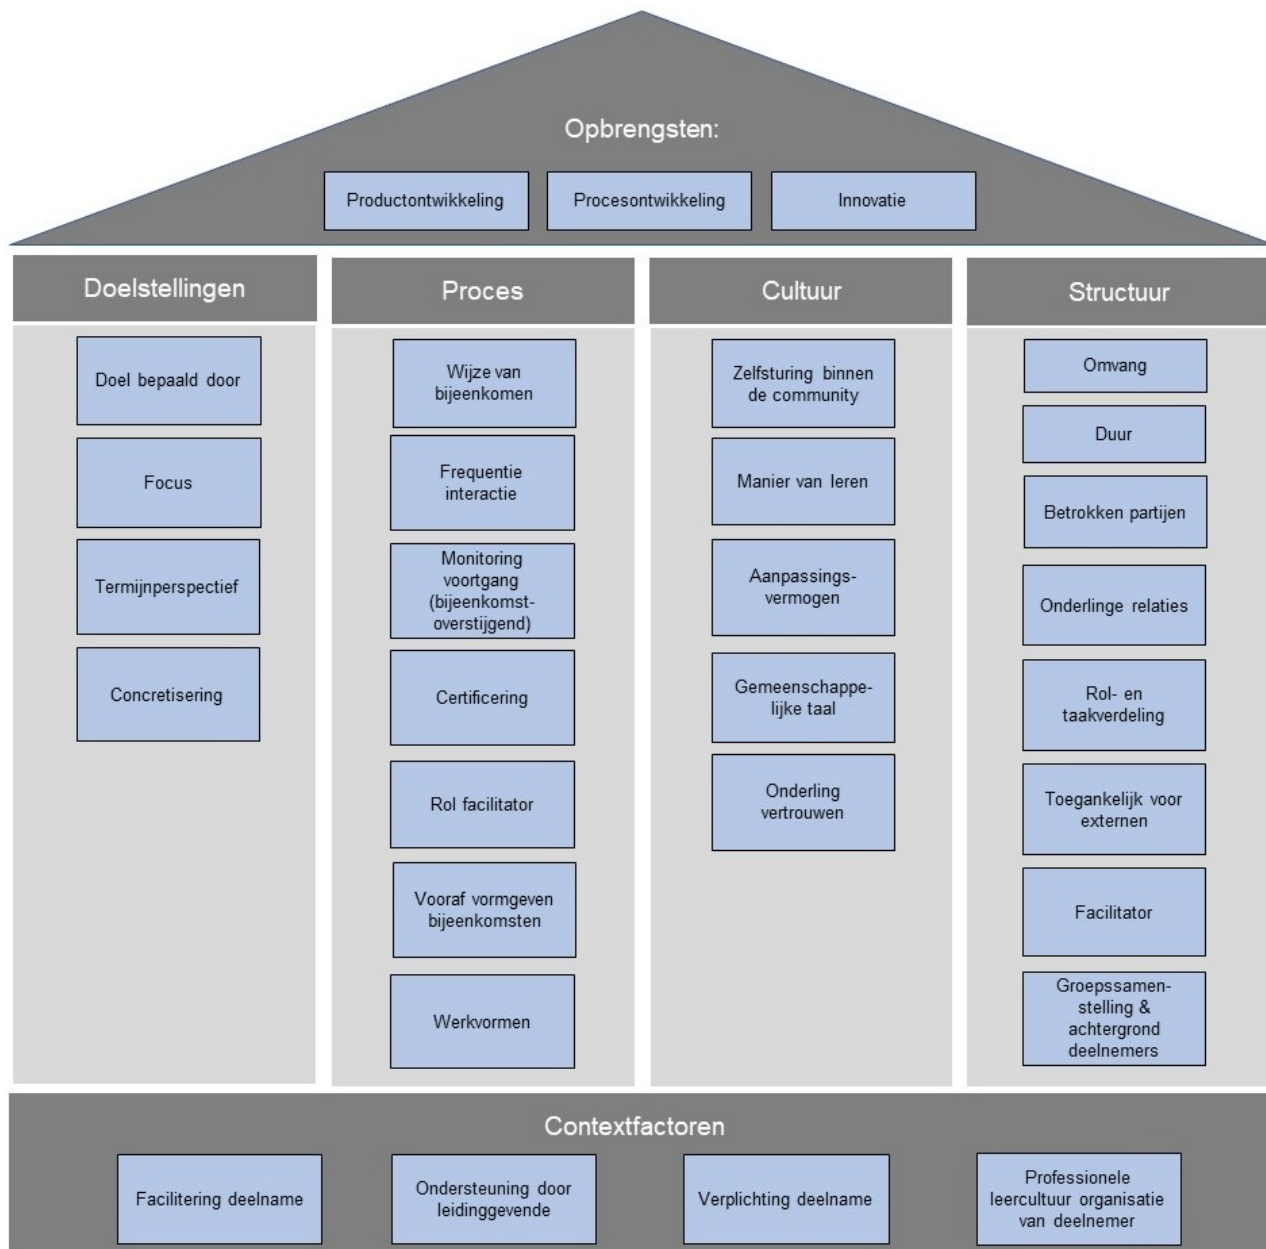 Opbrengsten:
Productontwikkeling
Procesontwikkeling
Innovatie
Doelstellingen
Doel bepaald door
Focus
Termijnperspectief
Concretisering
Proces
Wijze van
bijeenkomen
Frequentie
interactie
Monitoring
voortgang
(bijeenkomst-
overstijgend)
Certificering
Rol facilitator
Vooraf vormgeven
bijeenkomsten
Werkvormen
Cultuur
Zelfsturing binnen
de community
Manier van leren
Aanpassings-
vermogen
Gemeenschappe-
lijke taal
Onderling
vertrouwen
Structuur
Omvang
Duur
Betrokken partijen
Onderlinge relaties
Rol- en
taakverdeling
Toegankelijk voor
externen
Facilitator
Groepssamen-
stelling &
achtergrond
deelnemers
Contextfactoren
Facilitering deelname
Ondersteuning door
leidinggevende
Verplichting deelname
Professionele
leercultuur organisatie
van deelnemer